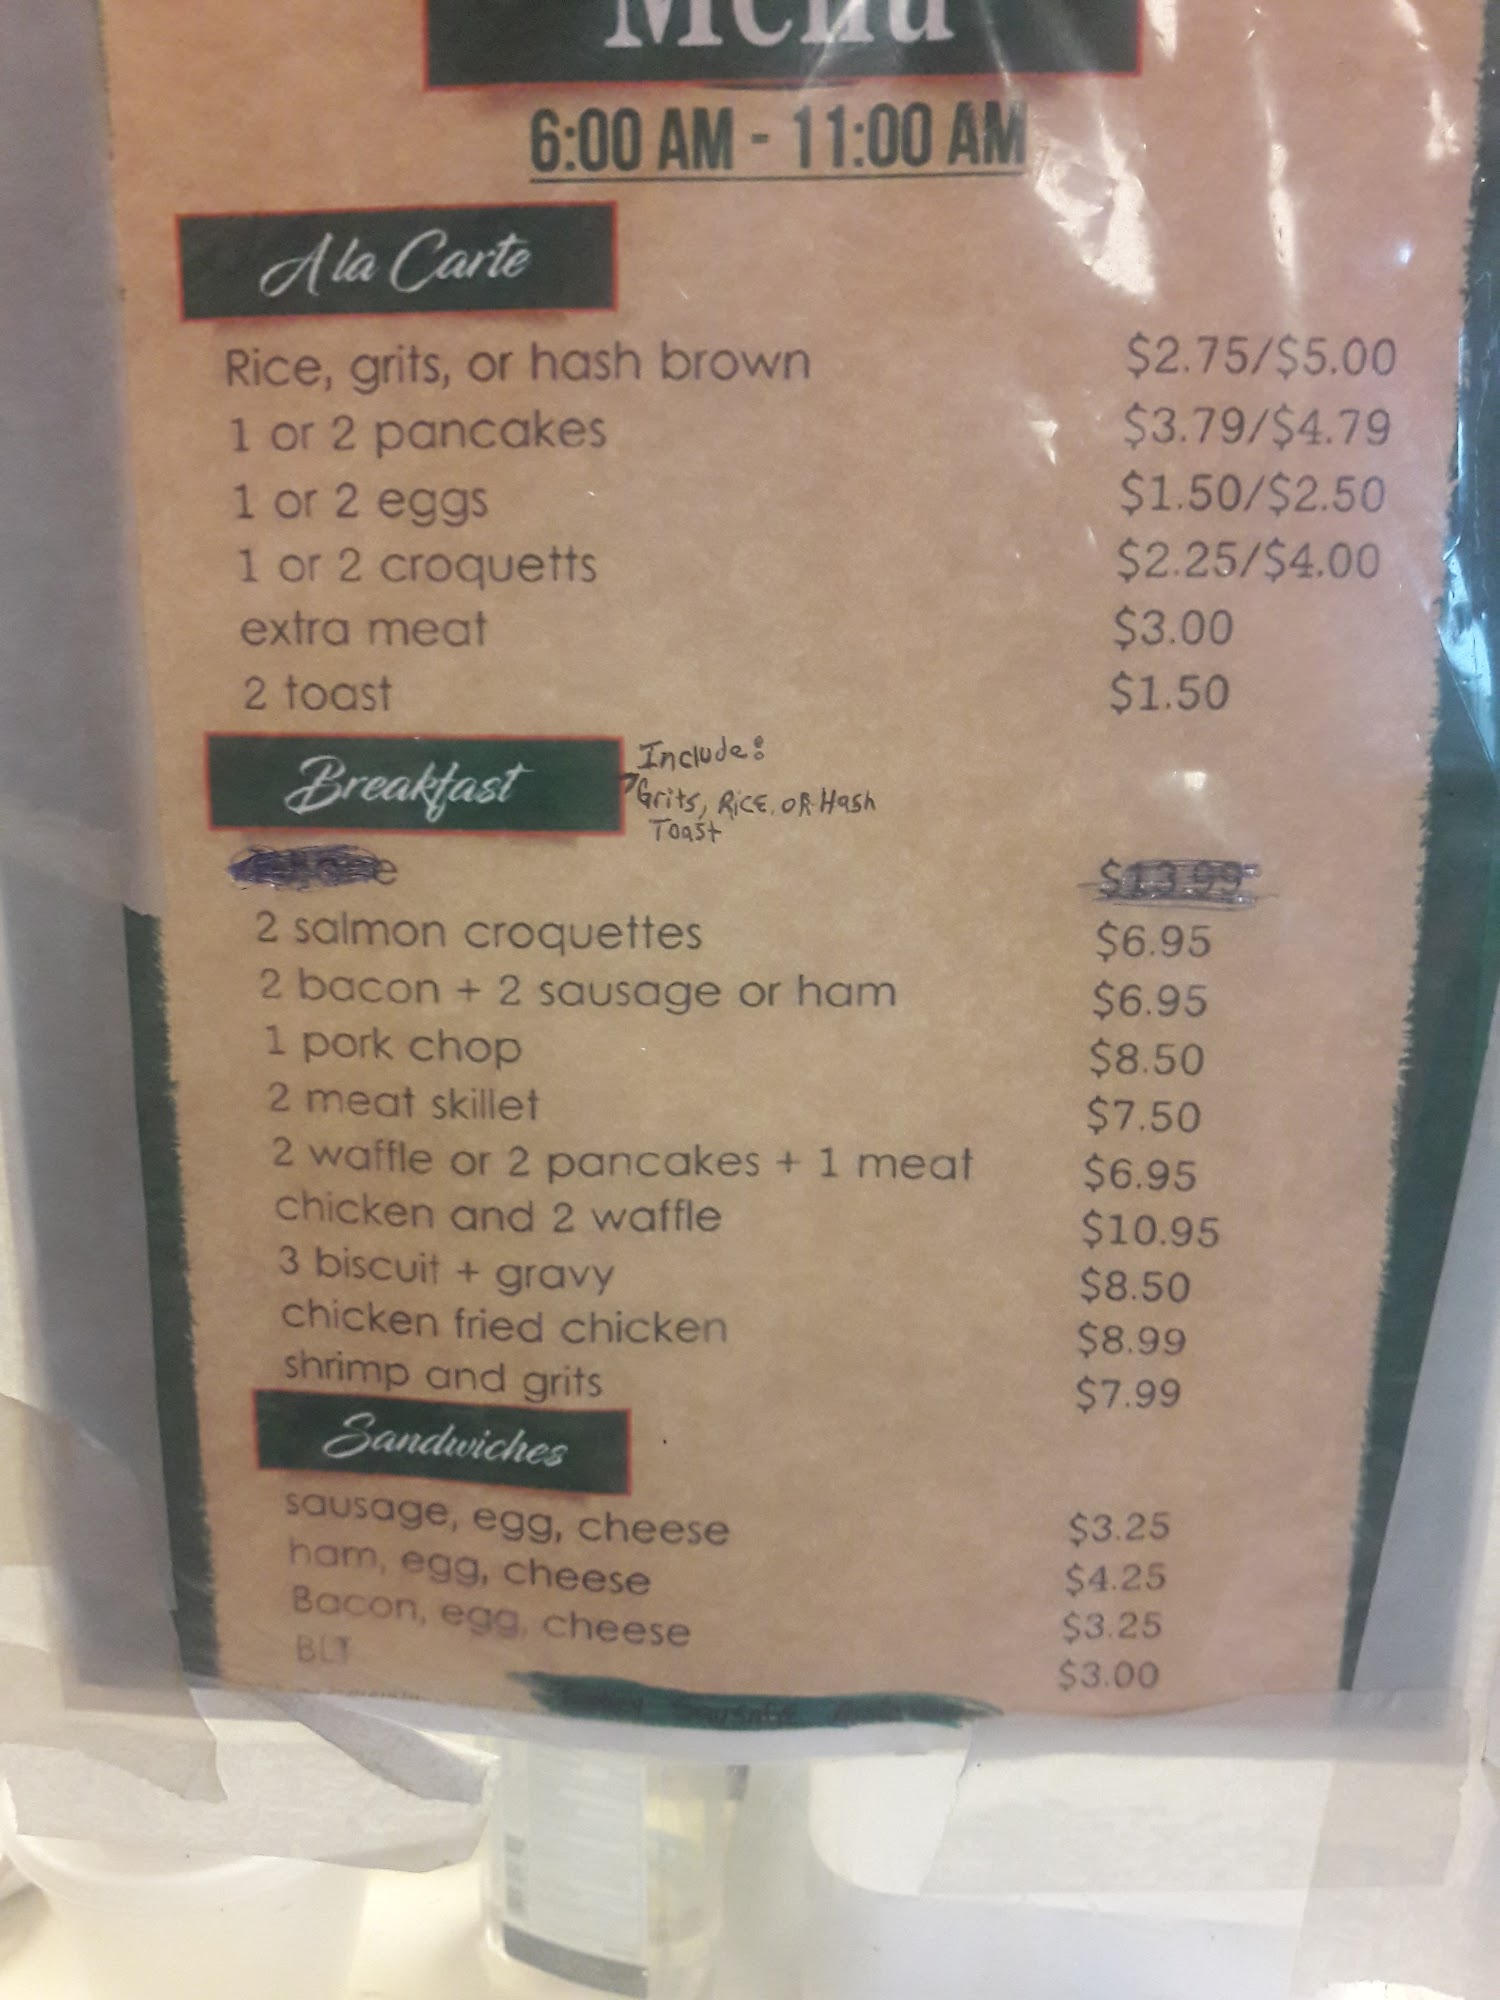 Menu
6:00 AM - 11:00 AM
A la Carte
Rice, grits, or hash brown $2.75/$5.00
1 or 2 pancakes $3.79/$4.79
1 or 2 eggs $1.50/$2.50
1 or 2 croquetts $2.25/$4.00
extra meat $3.00
2 toast $1.50
Breakfast
Include:
Grits, RiCE, OR Hash
Toast
$13.99
2 salmon croquettes $6.95
2 bacon + 2 sausage or ham $6.95
1 pork chop $8.50
2 meat skillet $7.50
2 waffle or 2 pancakes + 1 meat $6.95
chicken and 2 waffle $10.95
3 biscuit + gravy $8.50
chicken fried chicken $8.99
shrimp and grits $7.99
Sandwiches
sausage, egg, cheese $3.25
ham, egg, cheese $4.25
Bacon, egg, cheese $3.25
BLT $3.00